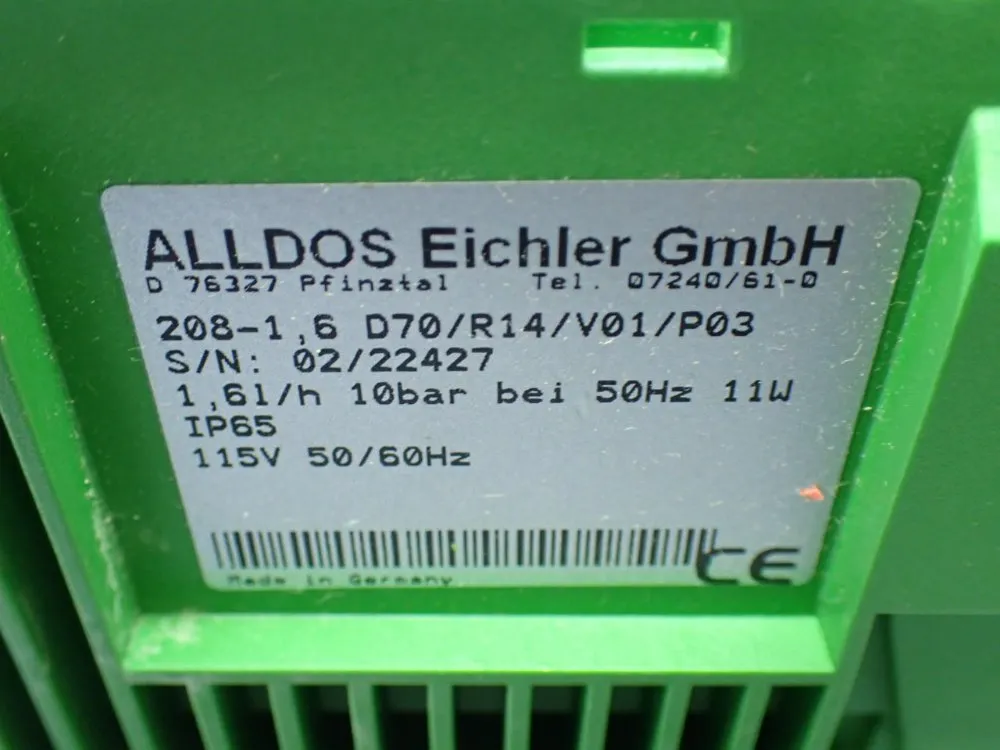 ALLDOS Eichler GmbH
D 76327 Pfinztal Tel. 07240/61-0
208-1,6 D70/R14/V01/P03
S/N: 02/22427
1,6l/h 10bar bei 50Hz 11W
IP65
115V 50/60Hz
CE
Made in Germany